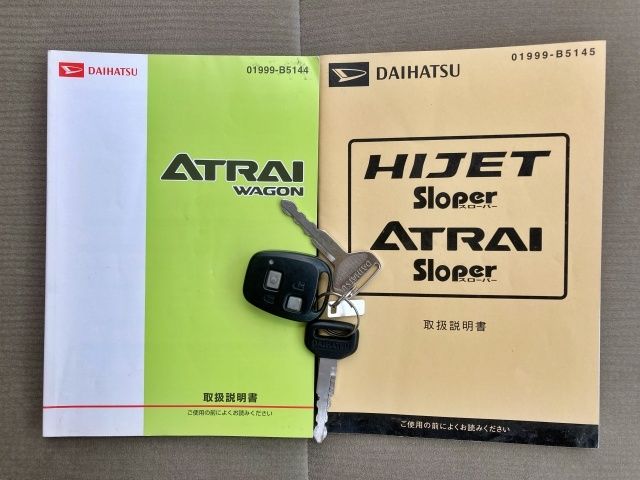 DAIHATSU
01999-B5144
ATRAI
WAGON
取扱説明書
ご使用の前によくお読みください
01999-B5145
DAIHATSU
HIJET
Sloper
スローパー
ATRAI
Sloper
スローパー
取扱説明書
ご使用の前によくお読みください
DAIHATSU
DAIHATSU